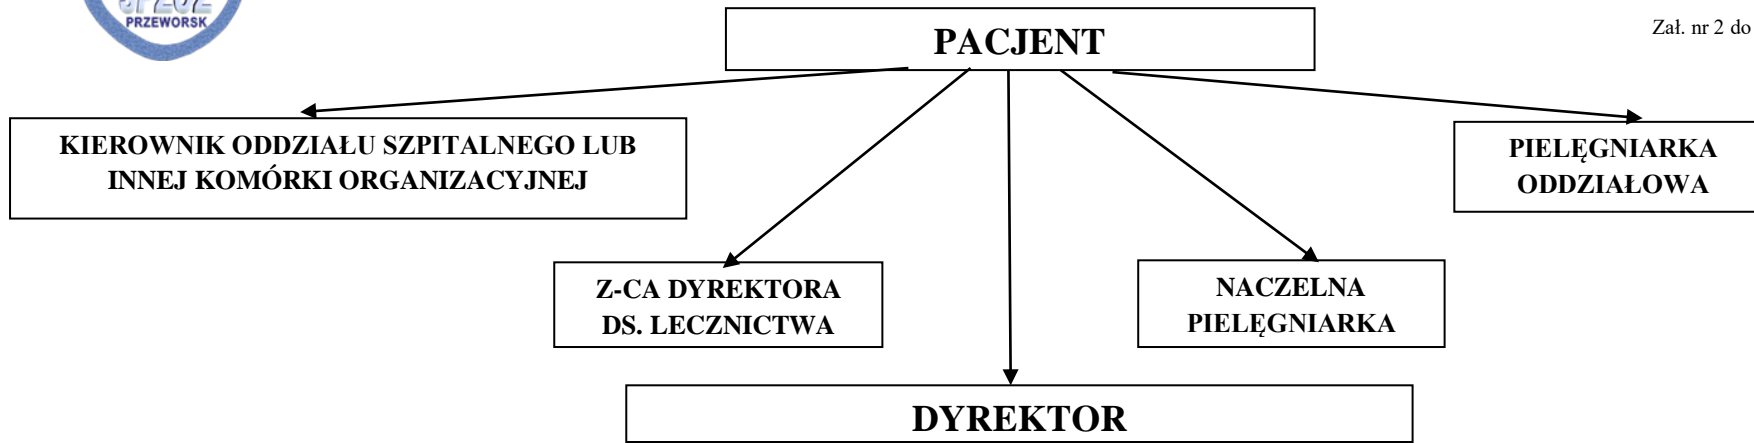 PRZEWORSK
Zał. nr 2 do
PACJENT
KIEROWNIK ODDZIAŁU SZPITALNEGO LUB
INNEJ KOMÓRKI ORGANIZACYJNEJ
PIELĘGNIARKA
ODDZIAŁOWA
Z-CA DYREKTORA
DS. LECZNICTWA
NACZELNA
PIELĘGNIARKA
DYREKTOR